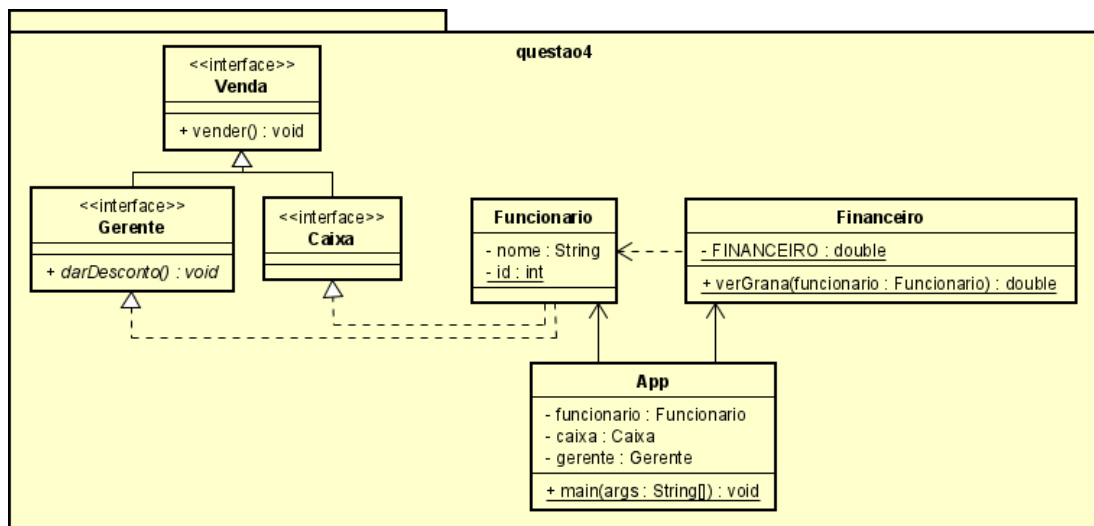 questao4
<<interface>>
Venda
+ vender() : void
<<interface>>
Gerente
+ darDesconto() : void
<<interface>>
Caixa
Funcionario
- nome : String
- id : int
Financeiro
- FINANCEIRO : double
+ verGrana(funcionario : Funcionario) : double
App
- funcionario : Funcionario
- caixa : Caixa
- gerente : Gerente
+ main(args : String[]) : void